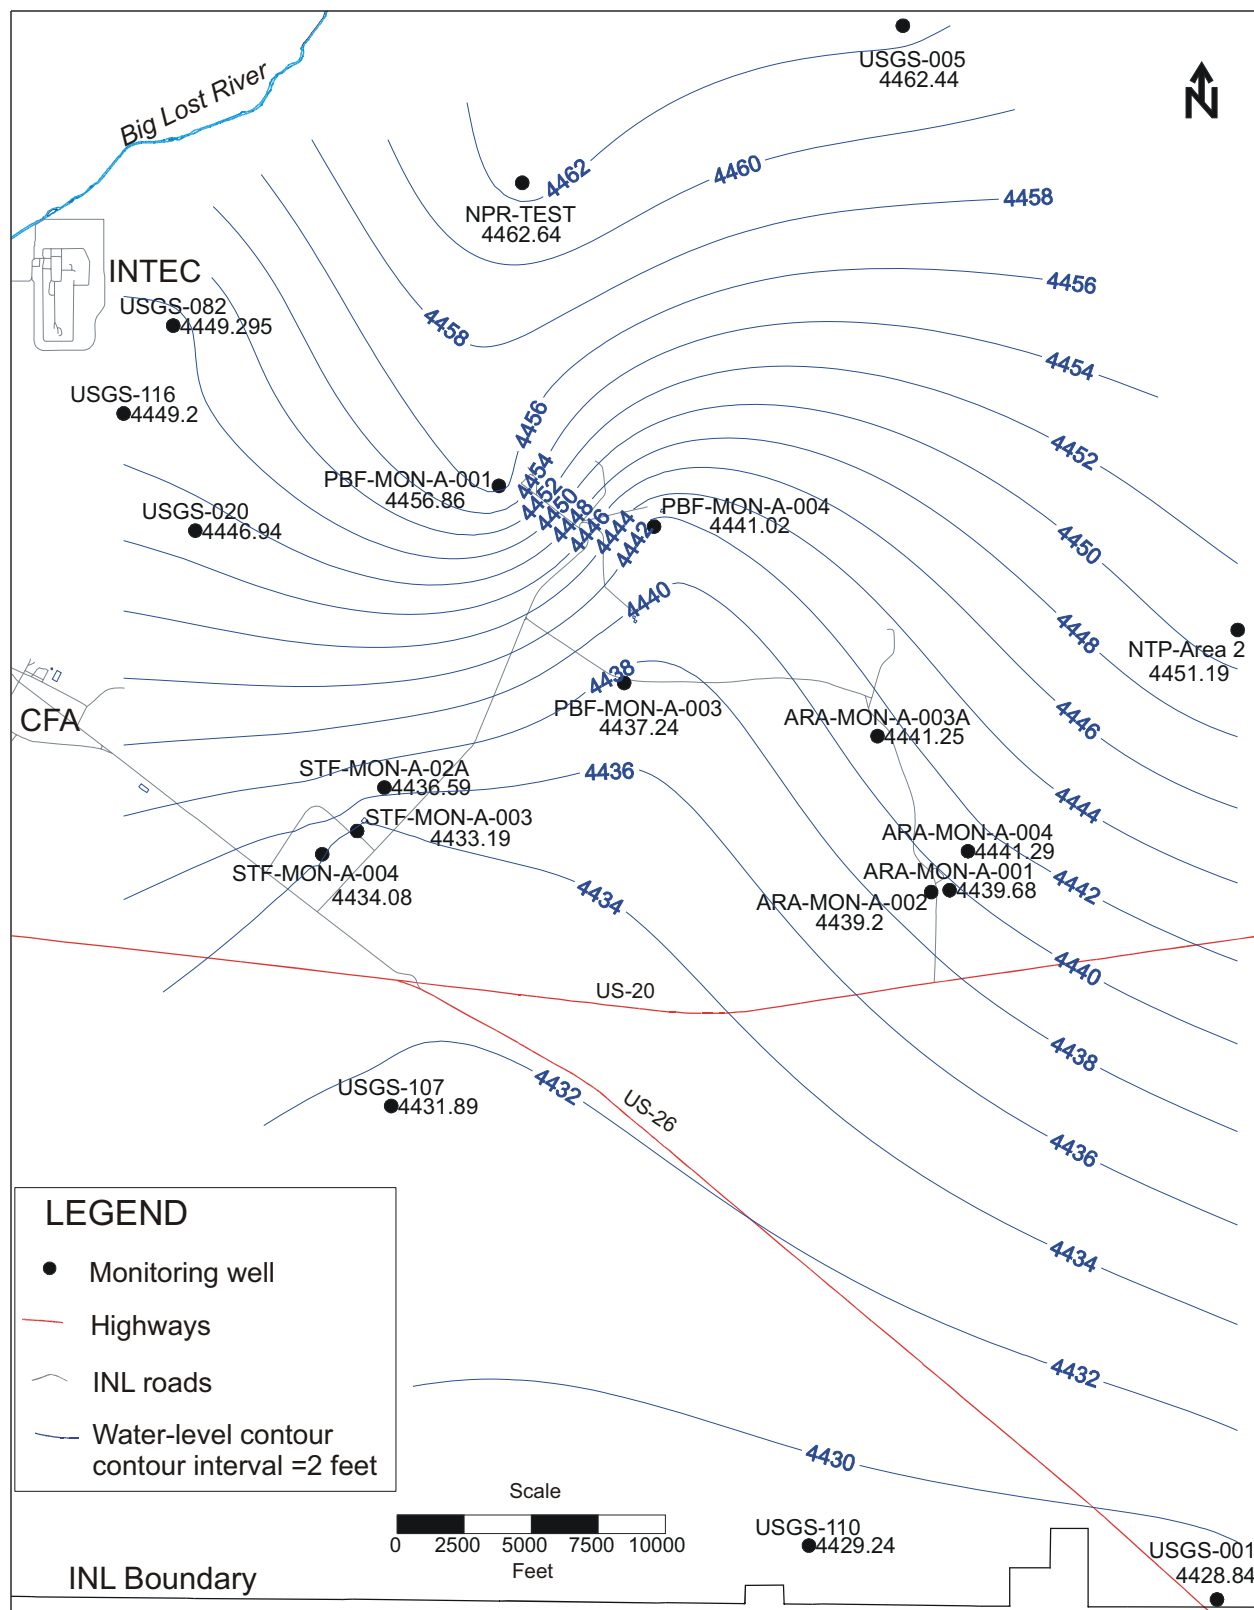 USGS-005
4462.44
N
Big Lost River
4462
4460
NPR-TEST
4462.64
4458
INTEC
4456
USGS-082
4449.295
4458
4454
USGS-116
4449.2
4456
4452
PBF-MON-A-001
4456.86
4454
4452
4450
4448
4446
4444
4442
PBF-MON-A-004
4441.02
USGS-020
4446.94
4450
4440
4448
NTP-Area 2
4451.19
4438
PBF-MON-A-003
4437.24
ARA-MON-A-003A
4441.25
4446
CFA
STF-MON-A-02A
4436.59
4436
4444
STF-MON-A-003
4433.19
ARA-MON-A-004
4441.29
STF-MON-A-004
4434.08
ARA-MON-A-001
4439.68
ARA-MON-A-002
4439.2
4442
4434
4440
US-20
4438
USGS-107
4431.89
4432
US-26
4436
4434
LEGEND
Monitoring well
Highways
INL roads
Water-level contour
contour interval =2 feet
4432
4430
Scale
0 2500 5000 7500 10000
Feet
USGS-110
4429.24
USGS-001
4428.84
INL Boundary